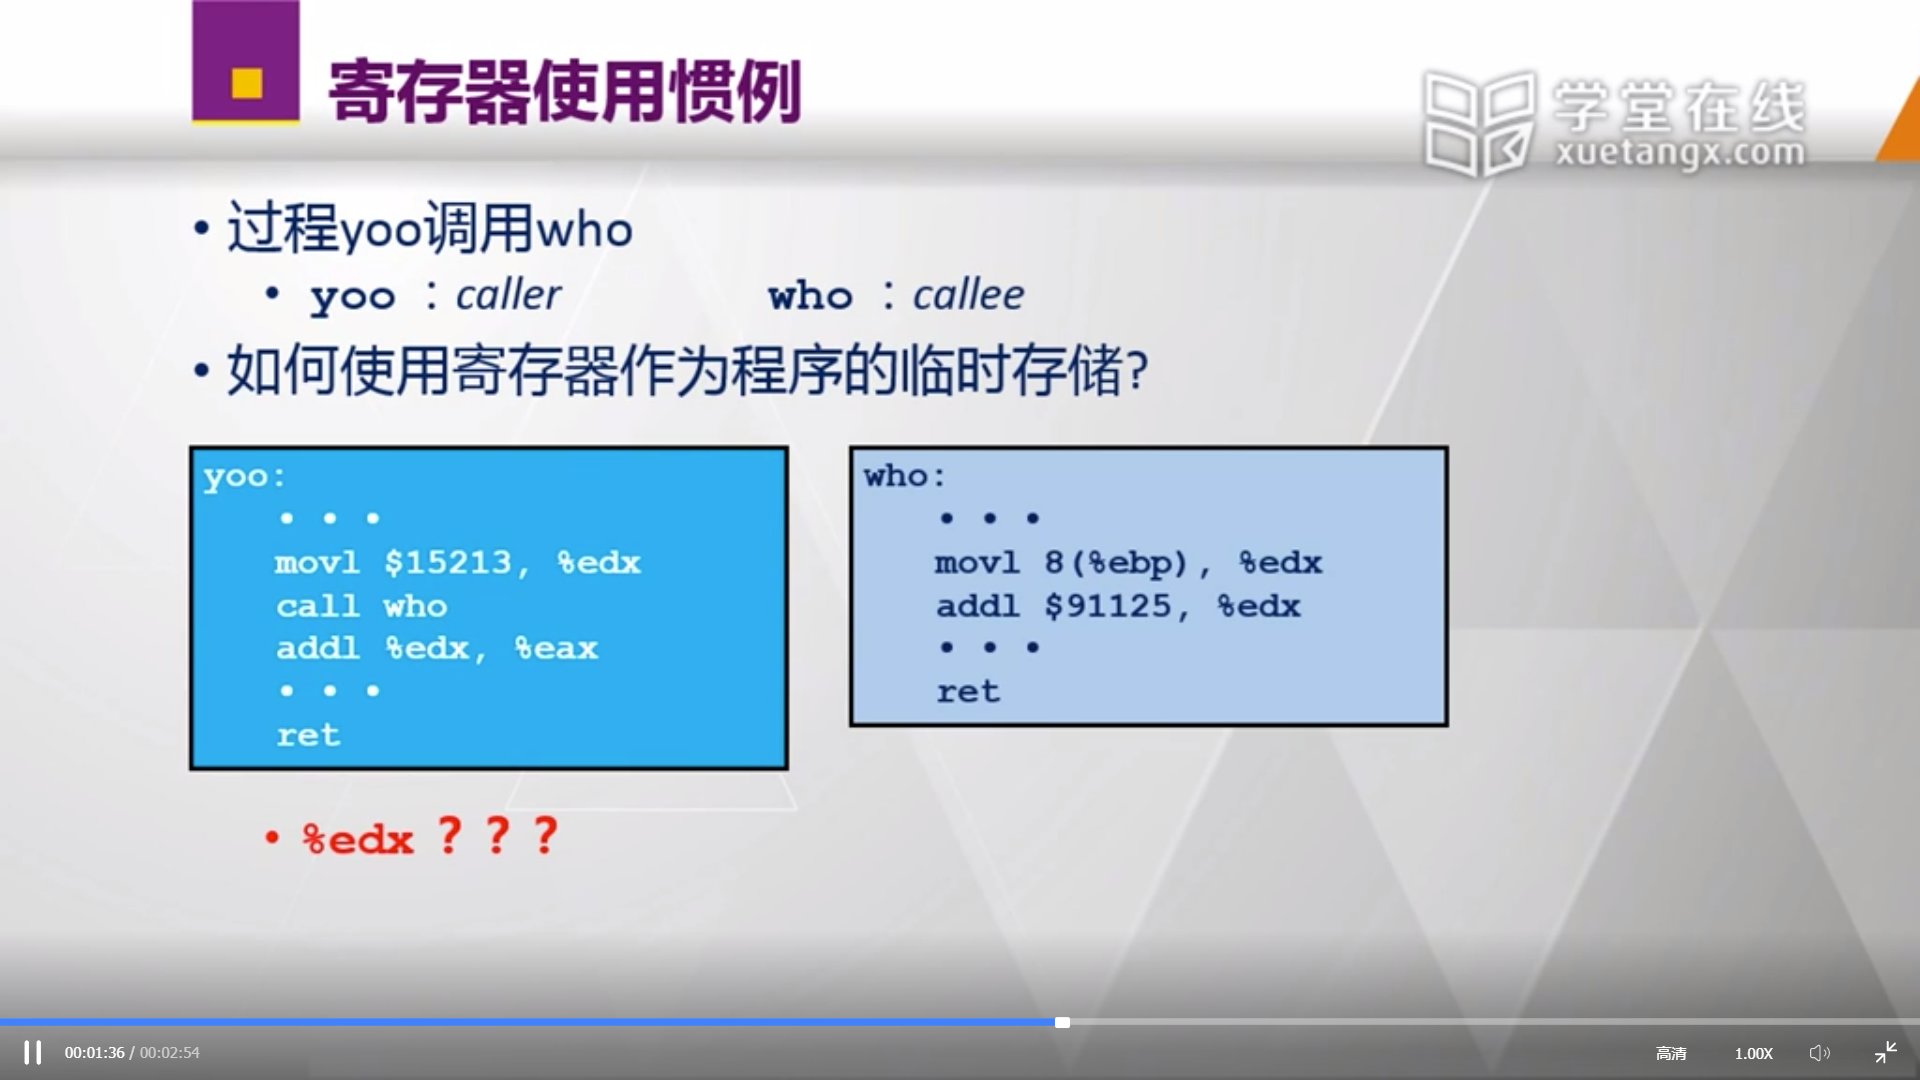 寄存器使用惯例
学堂在线
xuetangx.com
• 过程yoo调用who
• yoo：caller who：callee
• 如何使用寄存器作为程序的临时存储?
yoo:
• • •
movl $15213, %edx
call who
addl %edx, %eax
• • •
ret
who:
• • •
movl 8(%ebp), %edx
addl $91125, %edx
• • •
ret
• %edx？？？
00:01:36 / 00:02:54
高清
1.00X